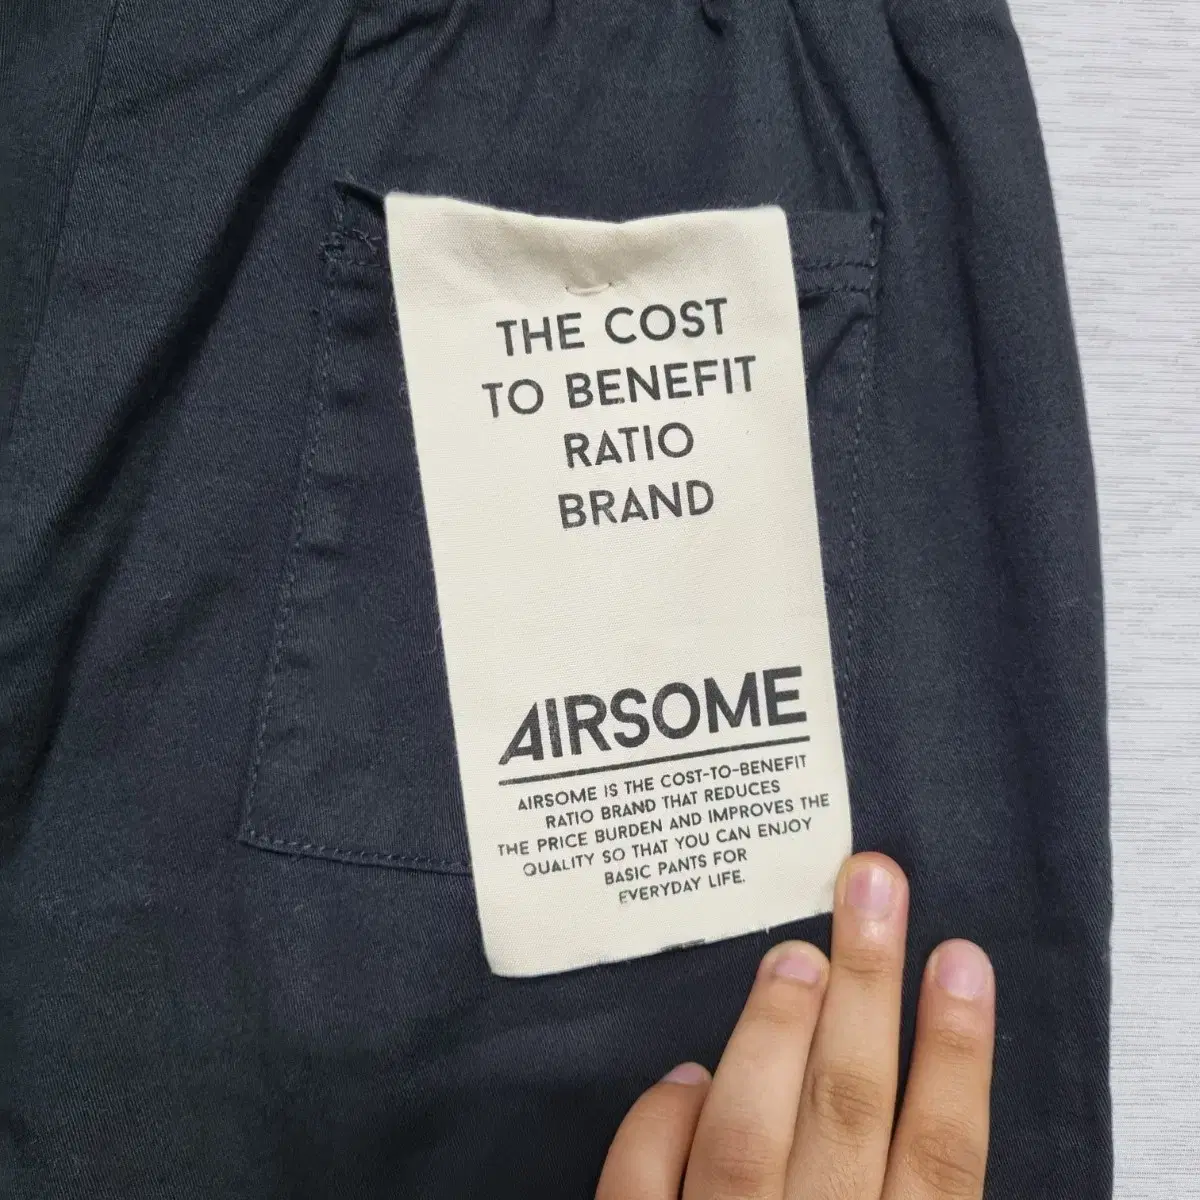 THE COST
TO BENEFIT
RATIO
BRAND
AIRSOME
AIRSOME IS THE COST-TO-BENEFIT
RATIO BRAND THAT REDUCES
THE PRICE BURDEN AND IMPROVES THE
QUALITY SO THAT YOU CAN ENJOY
BASIC PANTS FOR
EVERYDAY LIFE.